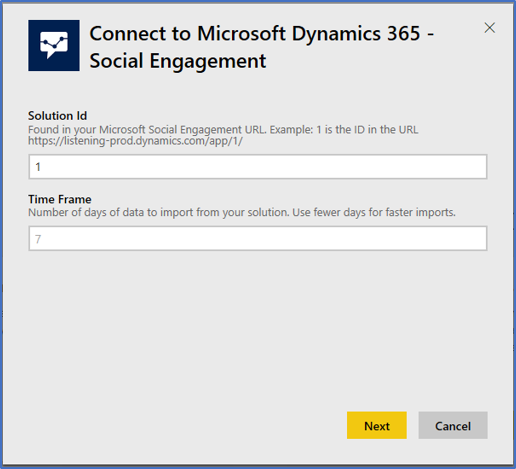 Connect to Microsoft Dynamics 365 -
Social Engagement
Solution Id
Found in your Microsoft Social Engagement URL. Example: 1 is the ID in the URL
https://listening-prod.dynamics.com/app/1/
1
Time Frame
Number of days of data to import from your solution. Use fewer days for faster imports.
7
Next
Cancel